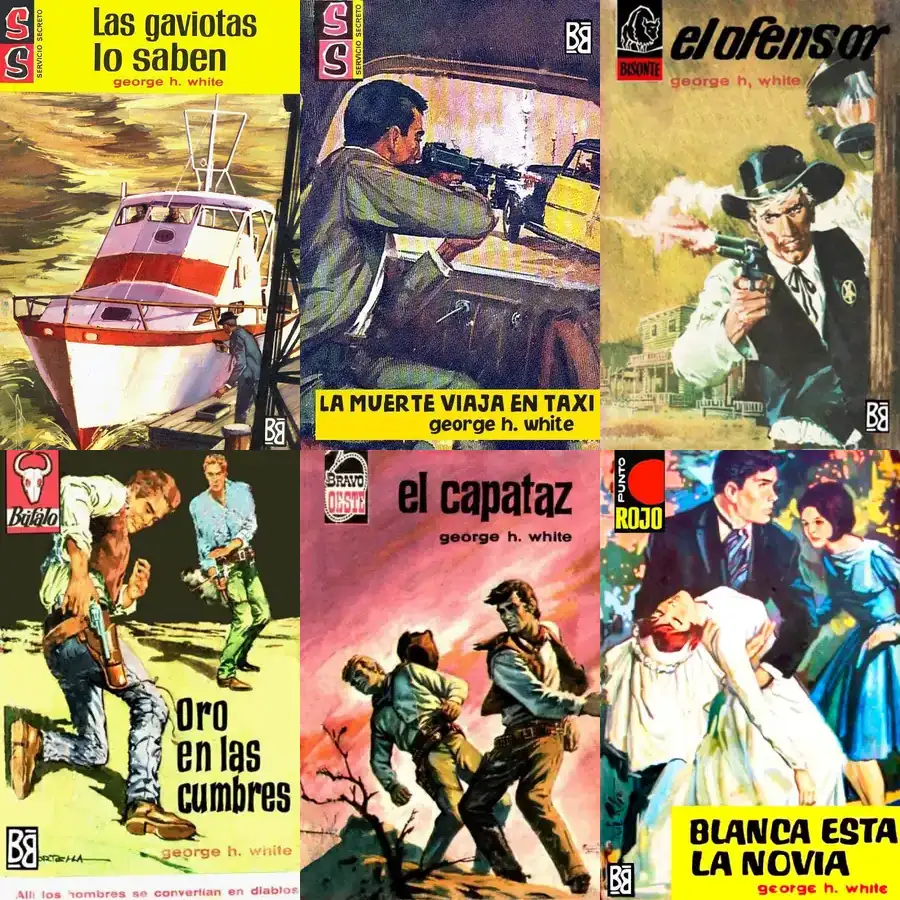 S
S
SERVICIO SECRETO
Las gaviotas
lo saben
george h. white
BB
S
S
SERVICIO SECRETO
BB
LA MUERTE VIAJA EN TAXI
george h. white
BISONTE
el ofensor
george h, white
BB
Búfalo
Oro
en las
cumbres
BB
george h. white
Allí los hombres se convertían en diablos
BRAVO
OESTE
el capataz
george h. white
PUNTO
ROJO
BLANCA ESTA
LA NOVIA
BB
george h. white